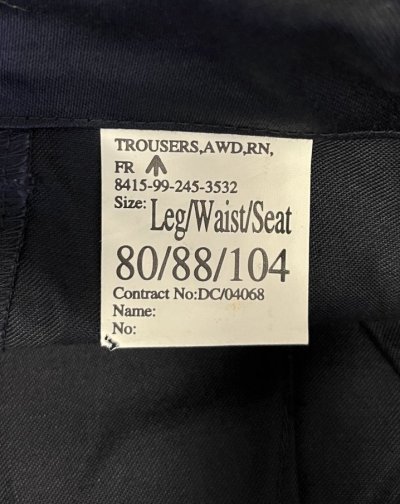 TROUSERS,AWD,RN,
FR
8415-99-245-3532
Size: Leg/Waist/Seat
80/88/104
Contract No:DC/04068
Name:
No: